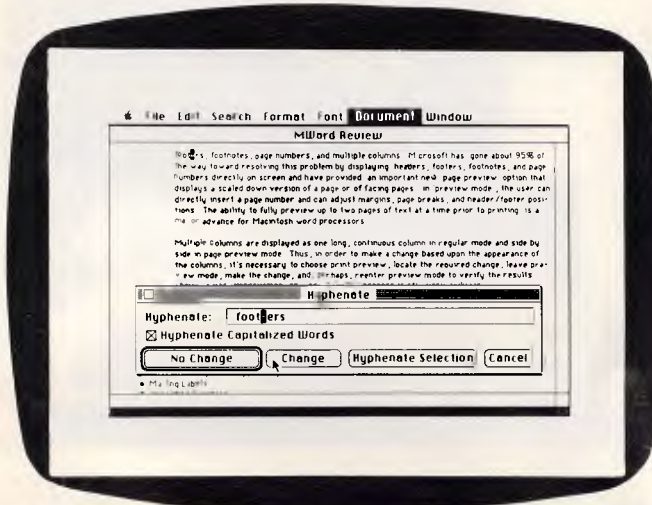 File Edit Search Format Font Document Window
MWord Review
footnotes, page numbers, and multiple columns. Microsoft has gone about 95% of
the way toward resolving this problem by displaying headers, footers, footnotes, and page
numbers directly on screen and have provided an important new page preview option that
displays a scaled down version of a page or of facing pages in preview mode, the user can
directly insert a page number and can adjust margins, page breaks, and header/footer posi-
tions. The ability to fully preview up to two pages of text at a time prior to printing is a
major advance for Macintosh word processors
Multiple Columns are displayed as one long, continuous column in regular mode and side by
side in page preview mode. Thus, in order to make a change based upon the appearance of
the columns, it's necessary to choose print preview, locate the required change, leave pre-
view mode, make the change, and, perhaps, reenter preview mode to verify the results
Hyphenate
Hyphenate: foot-ers
Hyphenate Capitalized Words
No Change Change Hyphenate Selection Cancel
• Mailing Labels